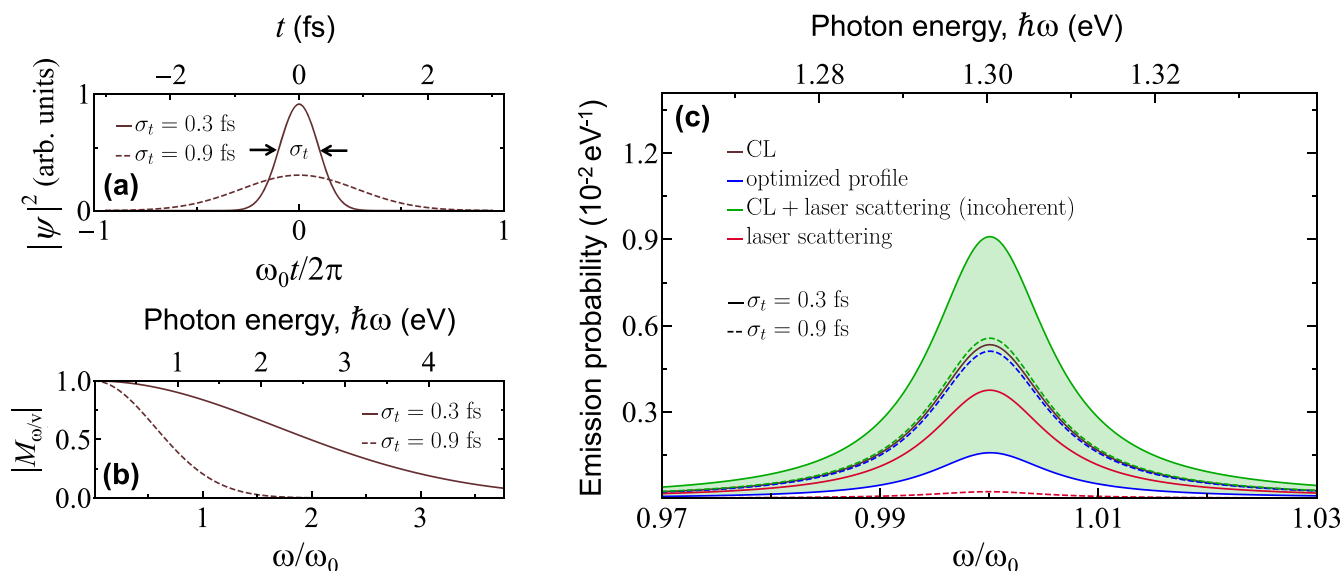 t (fs)
−2 0 2
|ψ|² (arb. units)
1
0
σt = 0.3 fs
σt = 0.9 fs
σt
(a)
−1 0 1
ω0t/2π
Photon energy, ℏω (eV)
1 2 3 4
|Mω/v|
1.0
0.5
0.0
σt = 0.3 fs
σt = 0.9 fs
(b)
1 2 3
ω/ω0
Photon energy, ℏω (eV)
1.28 1.30 1.32
Emission probability (10-2 eV-1)
1.2
0.9
0.6
0.3
(c)
CL
optimized profile
CL + laser scattering (incoherent)
laser scattering
σt = 0.3 fs
σt = 0.9 fs
0.97 0.99 1.01 1.03
ω/ω0